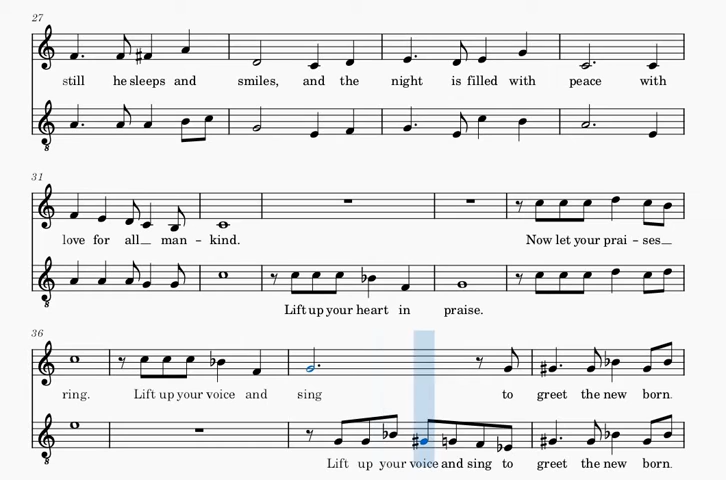 27
still he sleeps and smiles, and the night is filled with peace with
31
love for all man - kind. Now let your prai - ses
Lift up your heart in praise.
36
ring. Lift up your voice and sing to greet the new born.
Lift up your voice and sing to greet the new born.